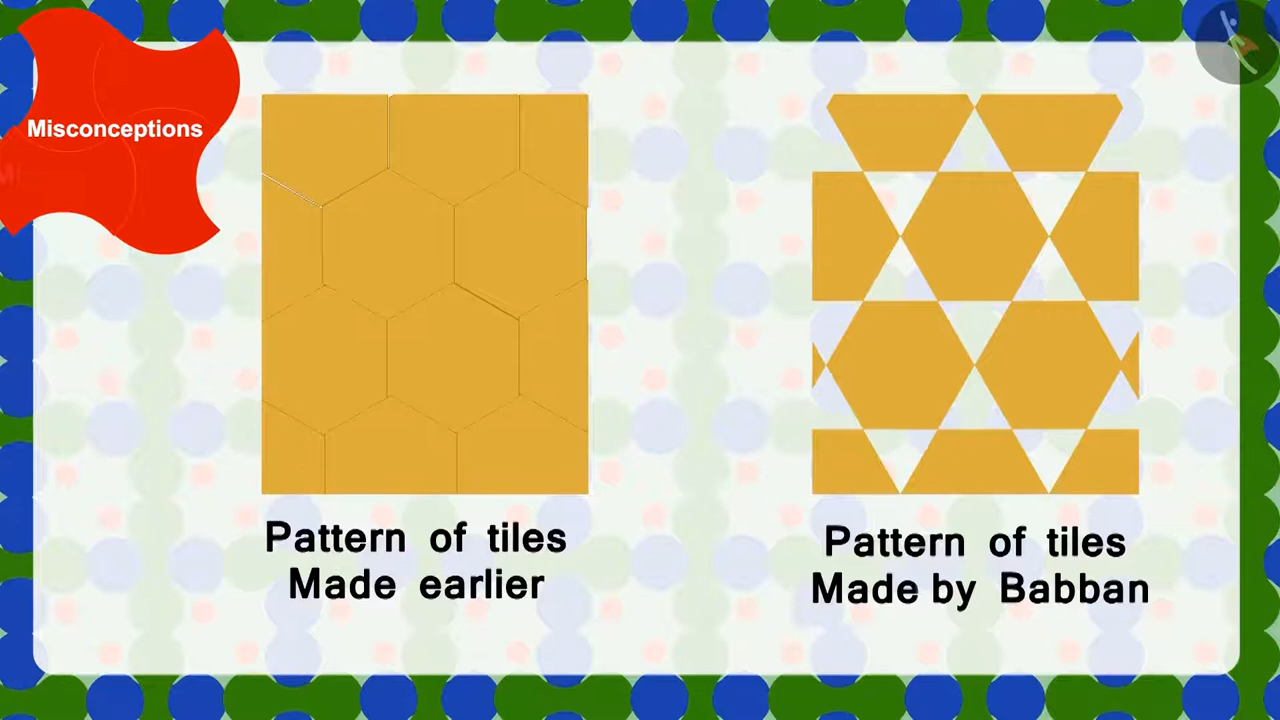 Misconceptions
Pattern of tiles
Made earlier
Pattern of tiles
Made by Babban